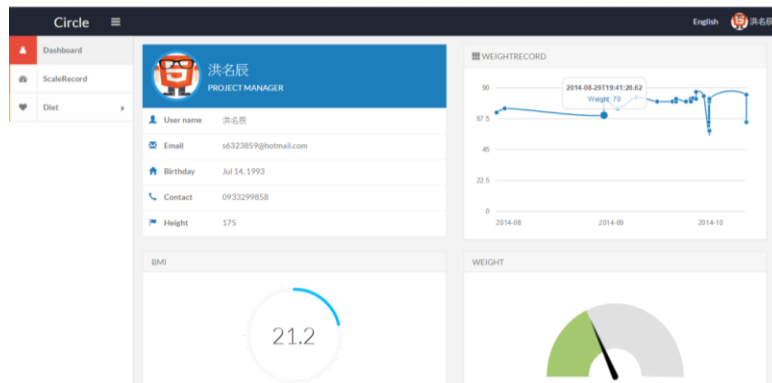 Circle
English 洪名辰
Dashboard
ScaleRecord
Diet
洪名辰
PROJECT MANAGER
User name 洪名辰
Email s6323859@hotmail.com
Birthday Jul 14, 1993
Contact 0933299858
Height 175
WEIGHTRECORD
2014-08-29T19:41:20.62
Weight: 70
90
67.5
45
22.5
0
2014-08 2014-09 2014-10
BMI
21.2
WEIGHT